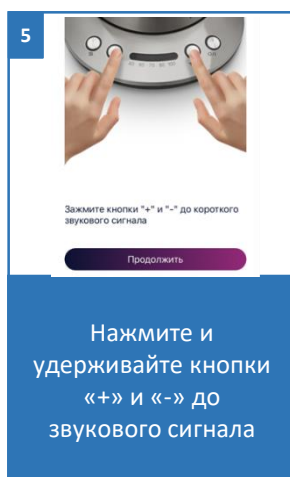 5
Зажмите кнопки "+" и "-" до короткого
звукового сигнала
Продолжить
Нажмите и
удерживайте кнопки
«+» и «-» до
звукового сигнала